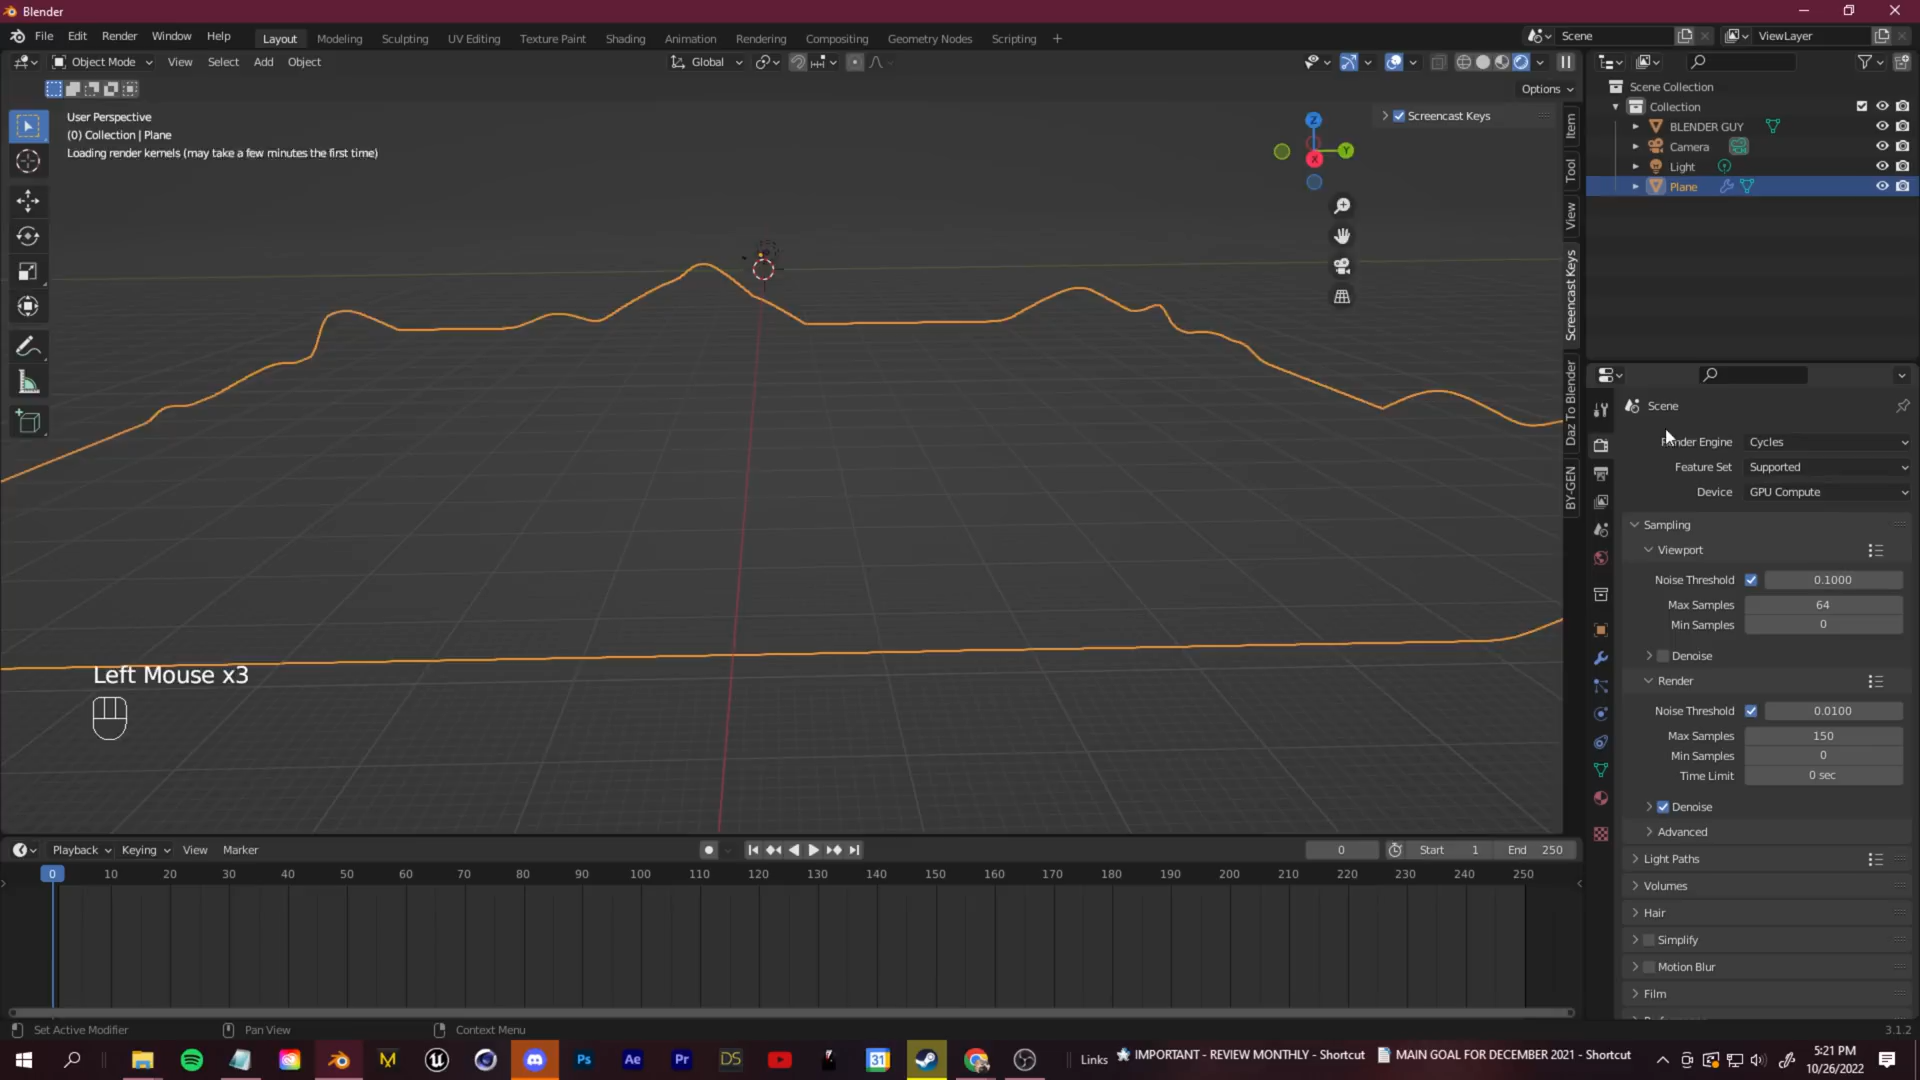 Blender
File Edit Render Window Help
Layout Modeling Sculpting UV Editing Texture Paint Shading Animation Rendering Compositing Geometry Nodes Scripting +
Scene
ViewLayer
Object Mode View Select Add Object
Global
Options
User Perspective
(0) Collection | Plane
Loading render kernels (may take a few minutes the first time)
Screencast Keys
Z
Y
X
Item
Tool
View
Screencast Keys
Daz To Blender
BY-GEN
Scene Collection
Collection
BLENDER GUY
Camera
Light
Plane
Scene
Render Engine Cycles
Feature Set Supported
Device GPU Compute
Sampling
Viewport
Noise Threshold 0.1000
Max Samples 64
Min Samples 0
Denoise
Render
Noise Threshold 0.0100
Max Samples 150
Min Samples 0
Time Limit 0 sec
Denoise
Advanced
Light Paths
Volumes
Hair
Simplify
Motion Blur
Film
Left Mouse x3
Playback Keying View Marker
0 Start 1 End 250
0 10 20 30 40 50 60 70 80 90 100 110 120 130 140 150 160 170 180 190 200 210 220 230 240 250
Set Active Modifier Pan View Context Menu
3.1.2
Ps Ae Pr DS 31
Links IMPORTANT - REVIEW MONTHLY - Shortcut MAIN GOAL FOR DECEMBER 2021 - Shortcut
5:21 PM
10/26/2022